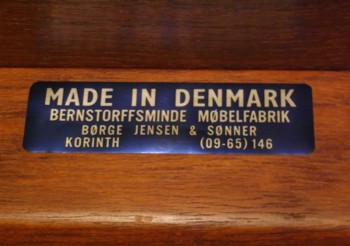 MADE IN DENMARK
BERNSTORFFSMINDE MØBELFABRIK
BØRGE JENSEN & SØNNER
KORINTH (09-65) 146